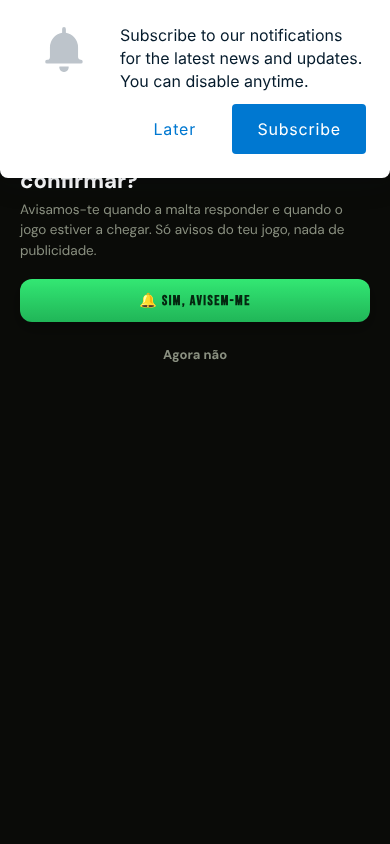 Subscribe to our notifications
for the latest news and updates.
You can disable anytime.
Later
Subscribe
confirmar?
Avisamos-te quando a malta responder e quando o
jogo estiver a chegar. Só avisos do teu jogo, nada de
publicidade.
🔔 SIM, AVISEM-ME
Agora não